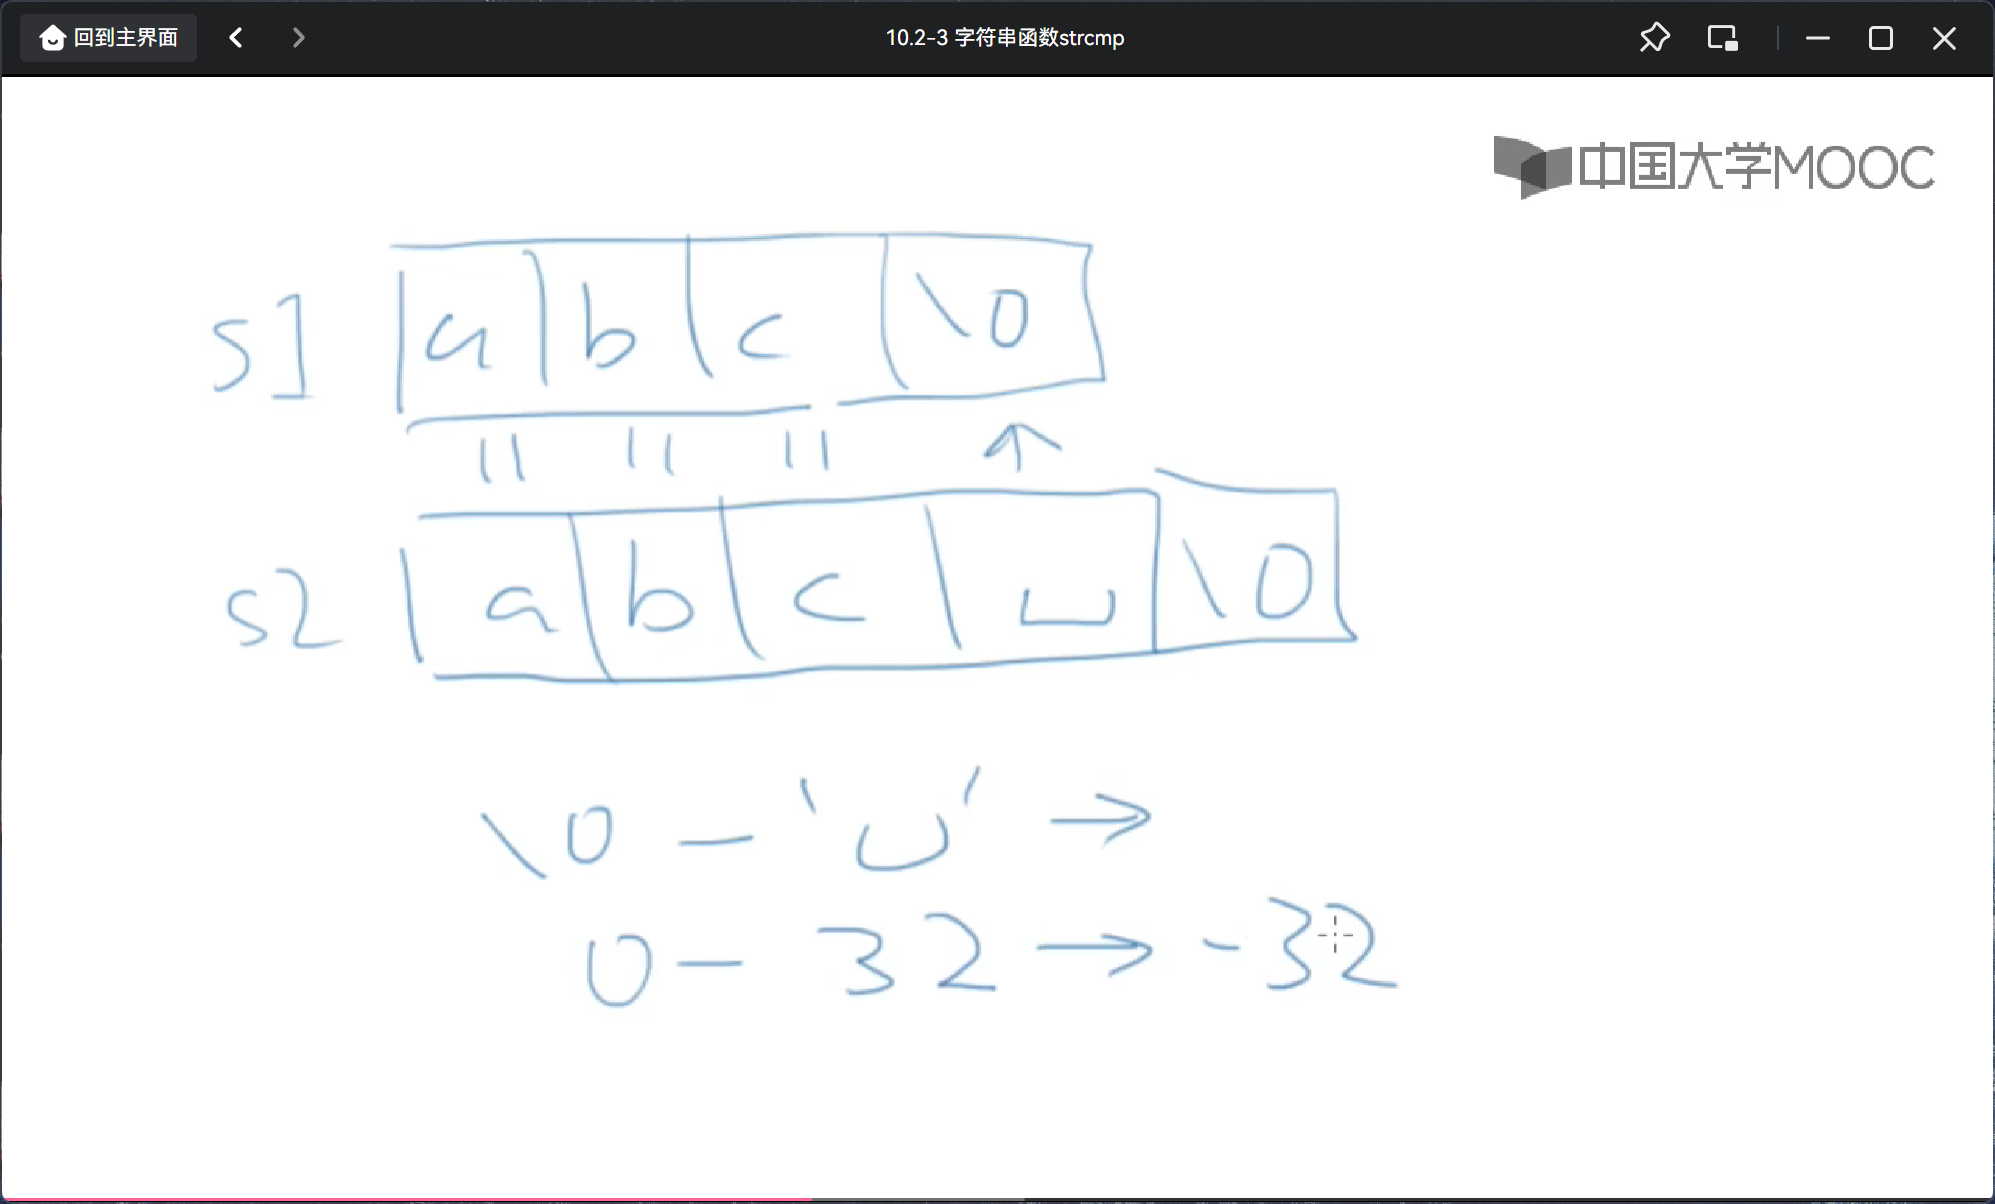 回到主界面
10.2-3 字符串函数strcmp
中国大学MOOC
s1 a b c \0
|| || || ↑
s2 a b c ␣ \0
\0 - '␣' →
0 - 32 → -32